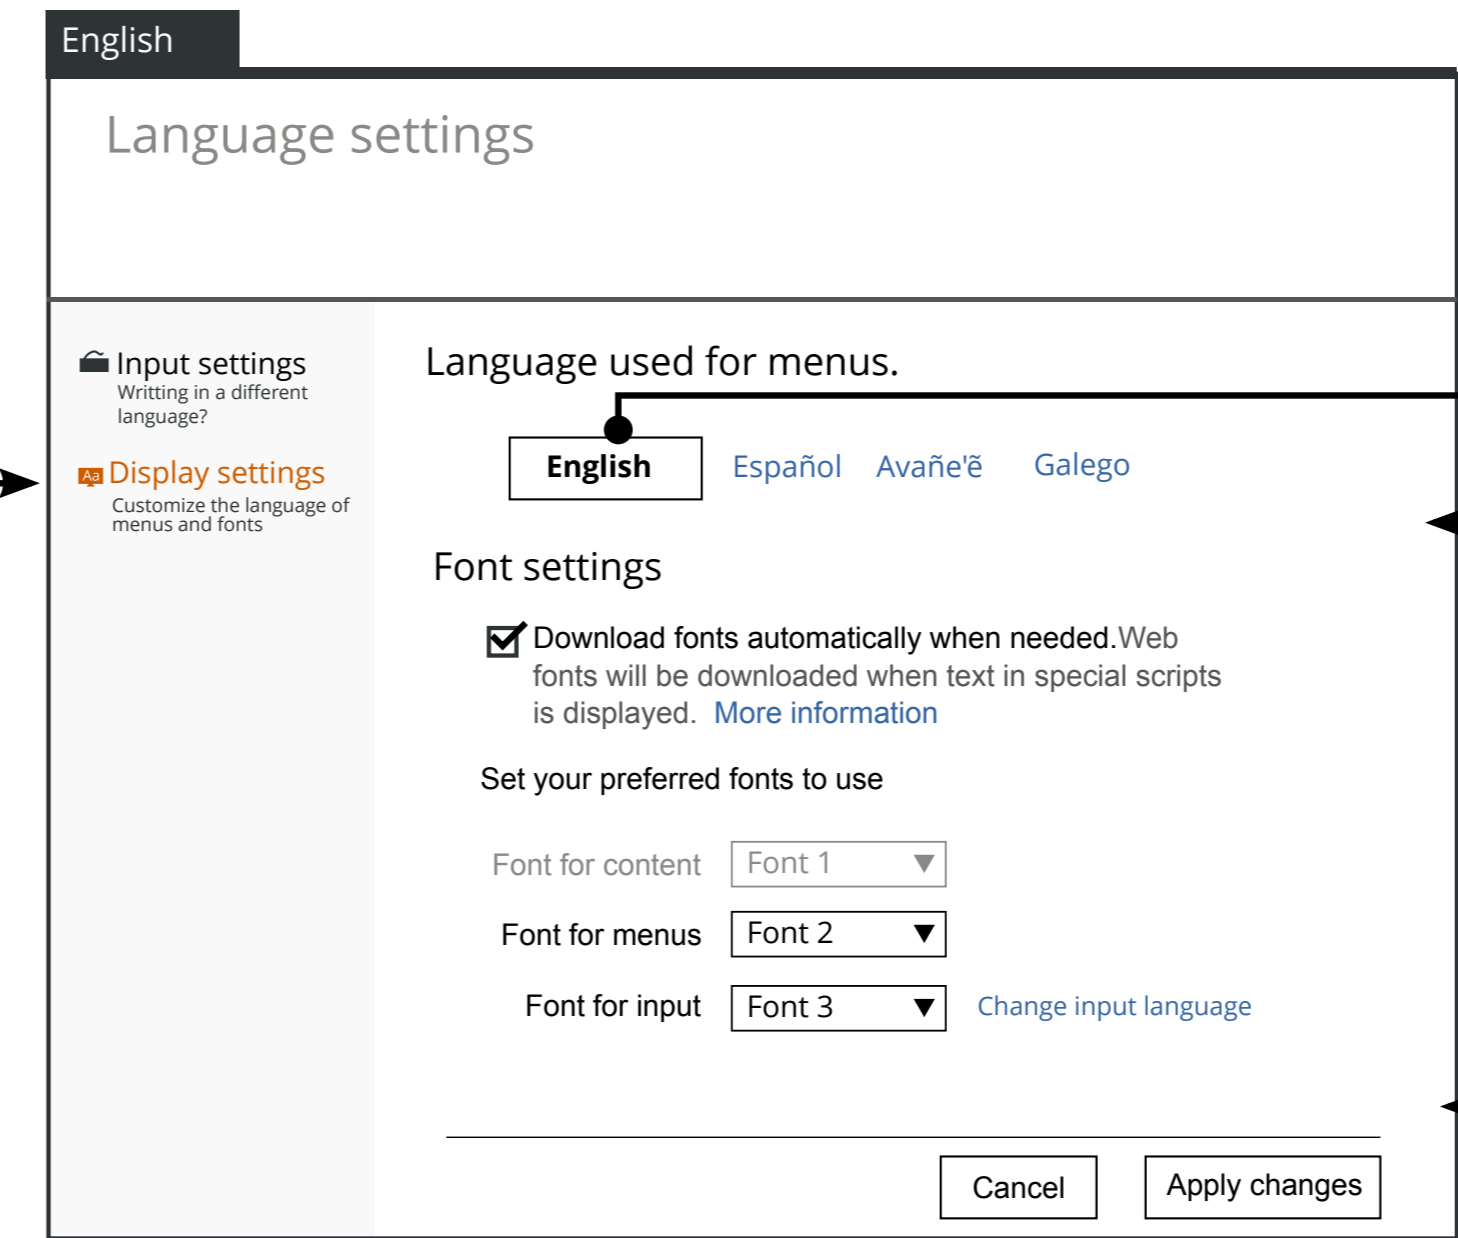 English
Language settings
Input settings
Writting in a different
language?
Aa Display settings
Customize the language of
menus and fonts
Language used for menus.
English Español Avañe'ẽ Galego
Font settings
Download fonts automatically when needed.Web
fonts will be downloaded when text in special scripts
is displayed. More information
Set your preferred fonts to use
Font for content Font 1
Font for menus Font 2
Font for input Font 3 Change input language
Cancel Apply changes